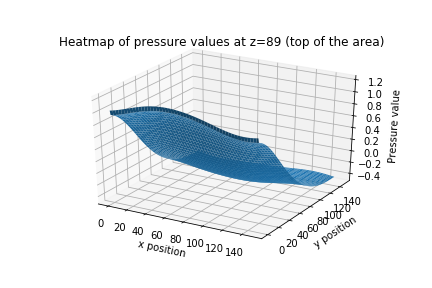 Heatmap of pressure values at z=89 (top of the area)
1.2
1.0
0.8
0.6
0.4
0.2
0.0
−0.2
−0.4
Pressure value
0 20 40 60 80 100 120 140
x position
0 20 40 60 80 100 120 140
y position